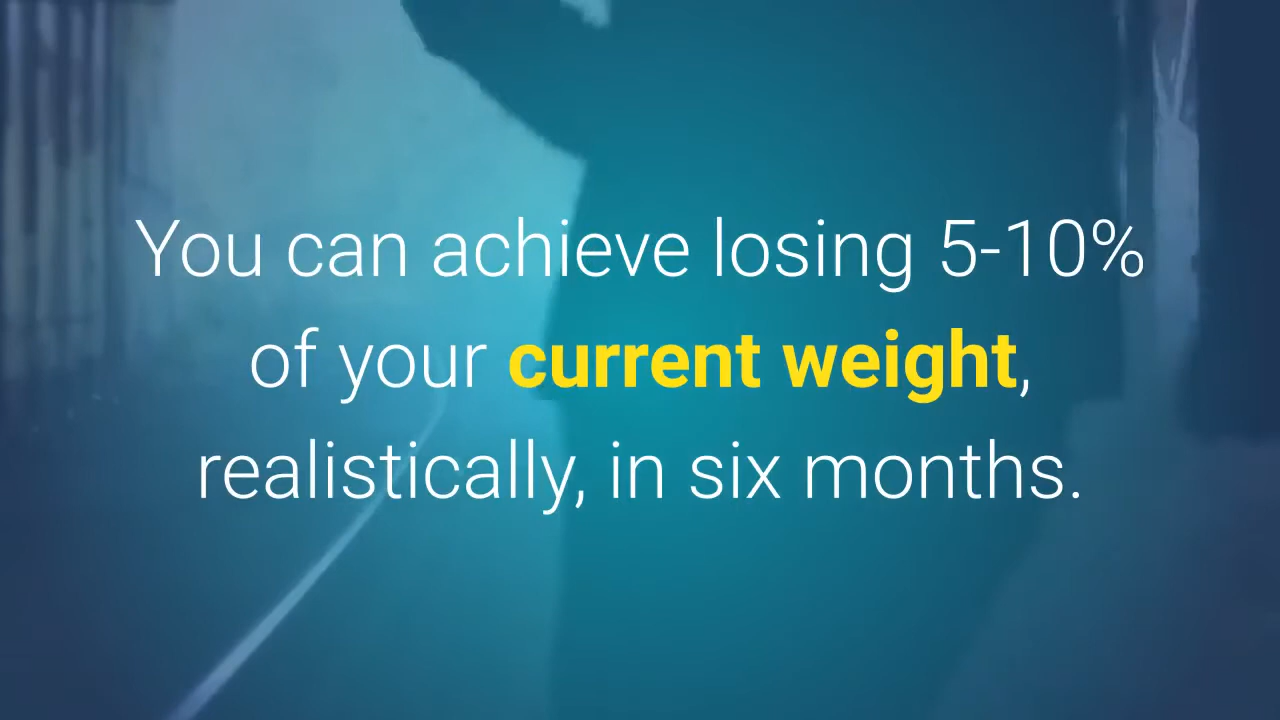 You can achieve losing 5-10%
of your current weight,
realistically, in six months.